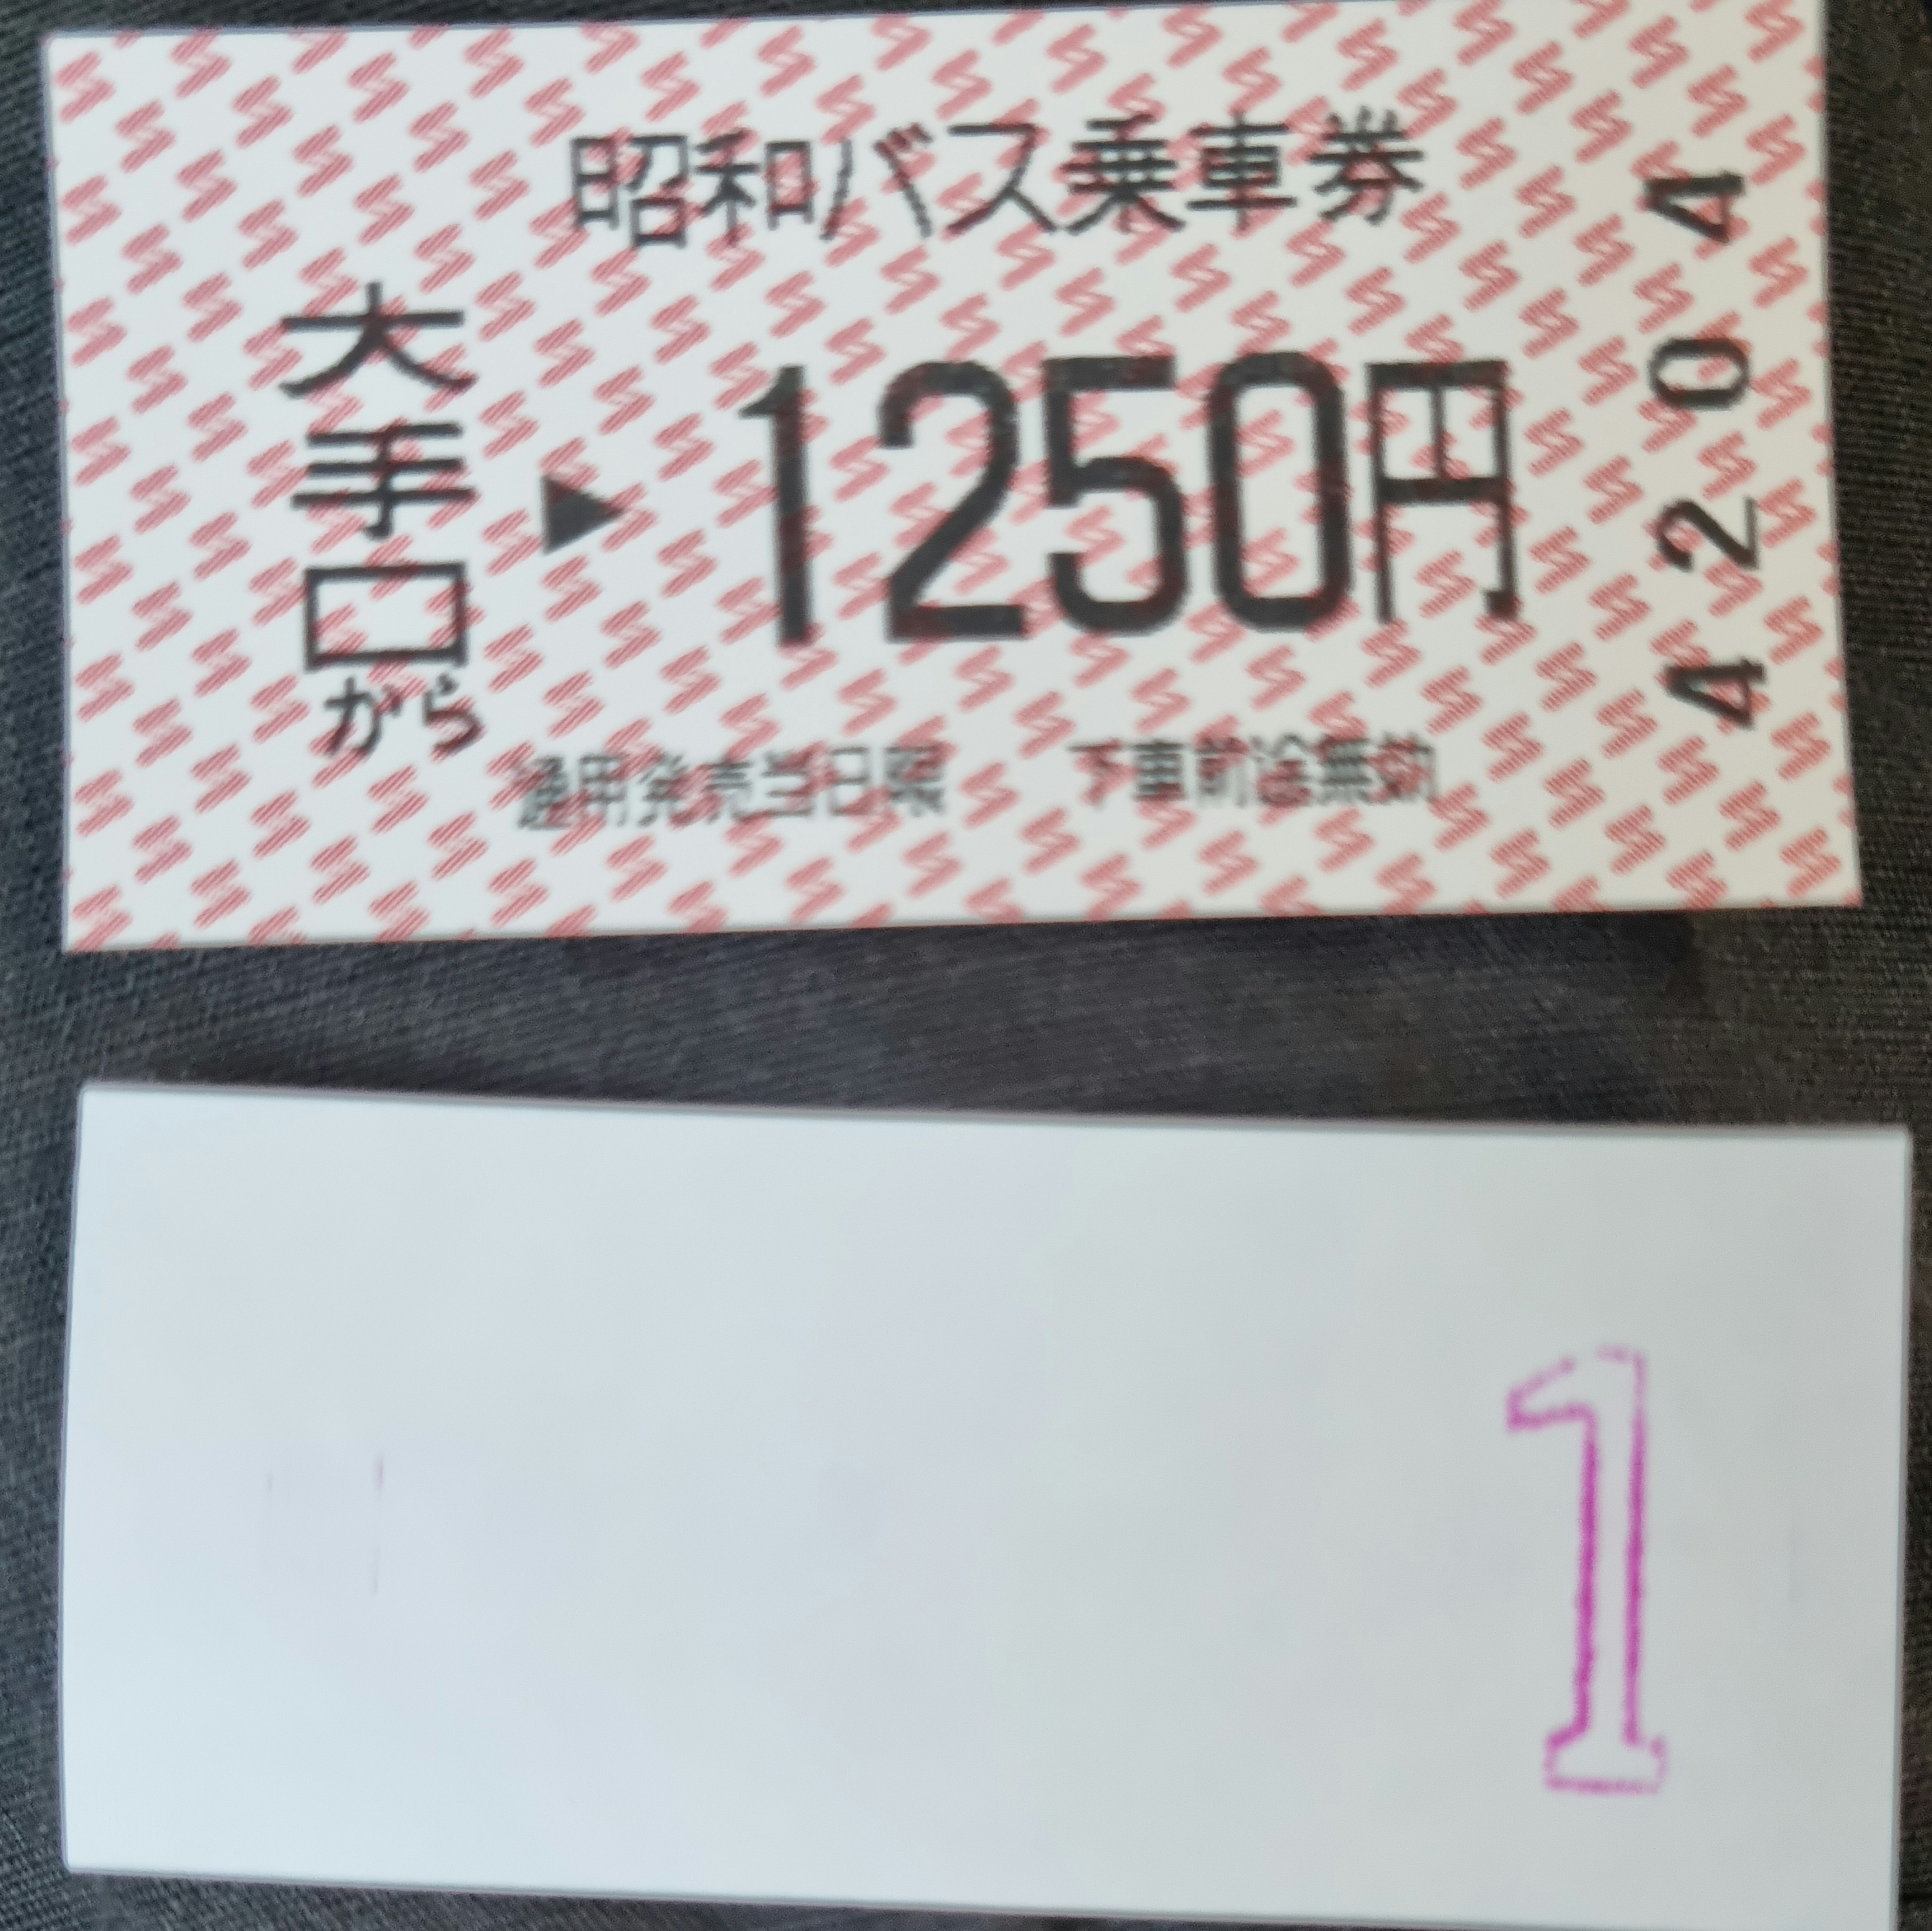 昭和バス乗車券
大手口から
▶ 1250円
通用発売当日限 下車前途無効
4204
1